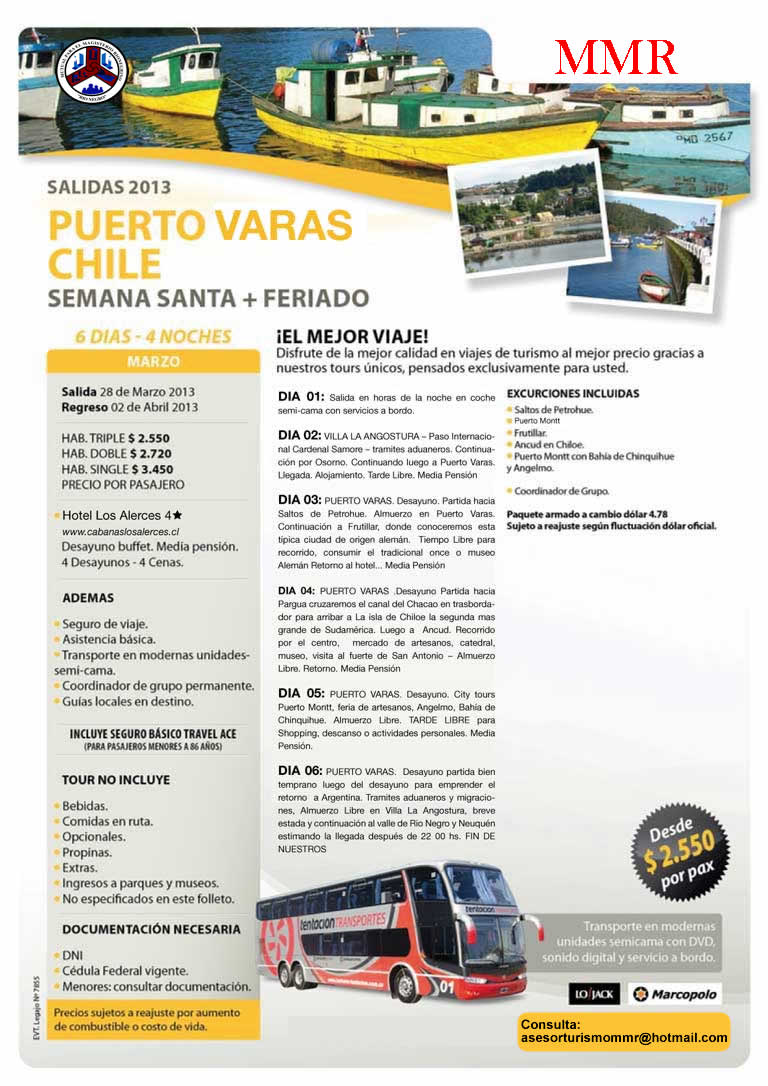 MMR
MD 2567
SALIDAS 2013
PUERTO VARAS
CHILE
SEMANA SANTA + FERIADO
6 DIAS - 4 NOCHES
MARZO
Salida 28 de Marzo 2013
Regreso 02 de Abril 2013
HAB. TRIPLE $ 2.550
HAB. DOBLE $ 2.720
HAB. SINGLE $ 3.450
PRECIO POR PASAJERO
Hotel Los Alerces 4★
www.cabanaslosalerces.cl
Desayuno buffet. Media pensión.
4 Desayunos - 4 Cenas.
ADEMAS
Seguro de viaje.
Asistencia básica.
Transporte en modernas unidades-
semi-cama.
Coordinador de grupo permanente.
Guías locales en destino.
INCLUYE SEGURO BÁSICO TRAVEL ACE
(PARA PASAJEROS MENORES A 86 AÑOS)
TOUR NO INCLUYE
Bebidas.
Comidas en ruta.
Opcionales.
Propinas.
Extras.
Ingresos a parques y museos.
No especificados en este folleto.
DOCUMENTACIÓN NECESARIA
DNI
Cédula Federal vigente.
Menores: consultar documentación.
Precios sujetos a reajuste por aumento
de combustible o costo de vida.
EVT. Legajo Nº 7855
¡EL MEJOR VIAJE!
Disfrute de la mejor calidad en viajes de turismo al mejor precio gracias a
nuestros tours únicos, pensados exclusivamente para usted.
DIA 01: Salida en horas de la noche en coche
semi-cama con servicios a bordo.
DIA 02: VILLA LA ANGOSTURA – Paso Internacio-
nal Cardenal Samore – tramites aduaneros. Continua-
ción por Osorno. Continuando luego a Puerto Varas.
Llegada. Alojamiento. Tarde Libre. Media Pensión
DIA 03: PUERTO VARAS. Desayuno. Partida hacia
Saltos de Petrohue. Almuerzo en Puerto Varas.
Continuación a Frutillar, donde conoceremos esta
típica ciudad de origen alemán. Tiempo Libre para
recorrido, consumir el tradicional once o museo
Alemán Retorno al hotel... Media Pensión
DIA 04: PUERTO VARAS .Desayuno Partida hacia
Pargua cruzaremos el canal del Chacao en trasborda-
dor para arribar a La isla de Chiloe la segunda mas
grande de Sudamérica. Luego a Ancud. Recorrido
por el centro, mercado de artesanos, catedral,
museo, visita al fuerte de San Antonio – Almuerzo
Libre. Retorno. Media Pensión
DIA 05: PUERTO VARAS. Desayuno. City tours
Puerto Montt, feria de artesanos, Angelmo, Bahía de
Chinquihue. Almuerzo Libre. TARDE LIBRE para
Shopping, descanso o actividades personales. Media
Pensión.
DIA 06: PUERTO VARAS. Desayuno partida bien
temprano luego del desayuno para emprender el
retorno a Argentina. Tramites aduaneros y migracio-
nes, Almuerzo Libre en Villa La Angostura, breve
estada y continuación al valle de Río Negro y Neuquén
estimando la llegada después de 22 00 hs. FIN DE
NUESTROS
EXCURCIONES INCLUIDAS
Saltos de Petrohue.
Puerto Montt
Frutillar.
Ancud en Chiloe.
Puerto Montt con Bahía de Chinquihue
y Angelmo.
Coordinador de Grupo.
Paquete armado a cambio dólar 4.78
Sujeto a reajuste según fluctuación dólar oficial.
Desde
$ 2.550
por pax
tentacion TRANSPORTES
tentacion
01
Transporte en modernas
unidades semicama con DVD,
sonido digital y servicio a bordo.
LO JACK
Marcopolo
Consulta:
asesorturismommr@hotmail.com